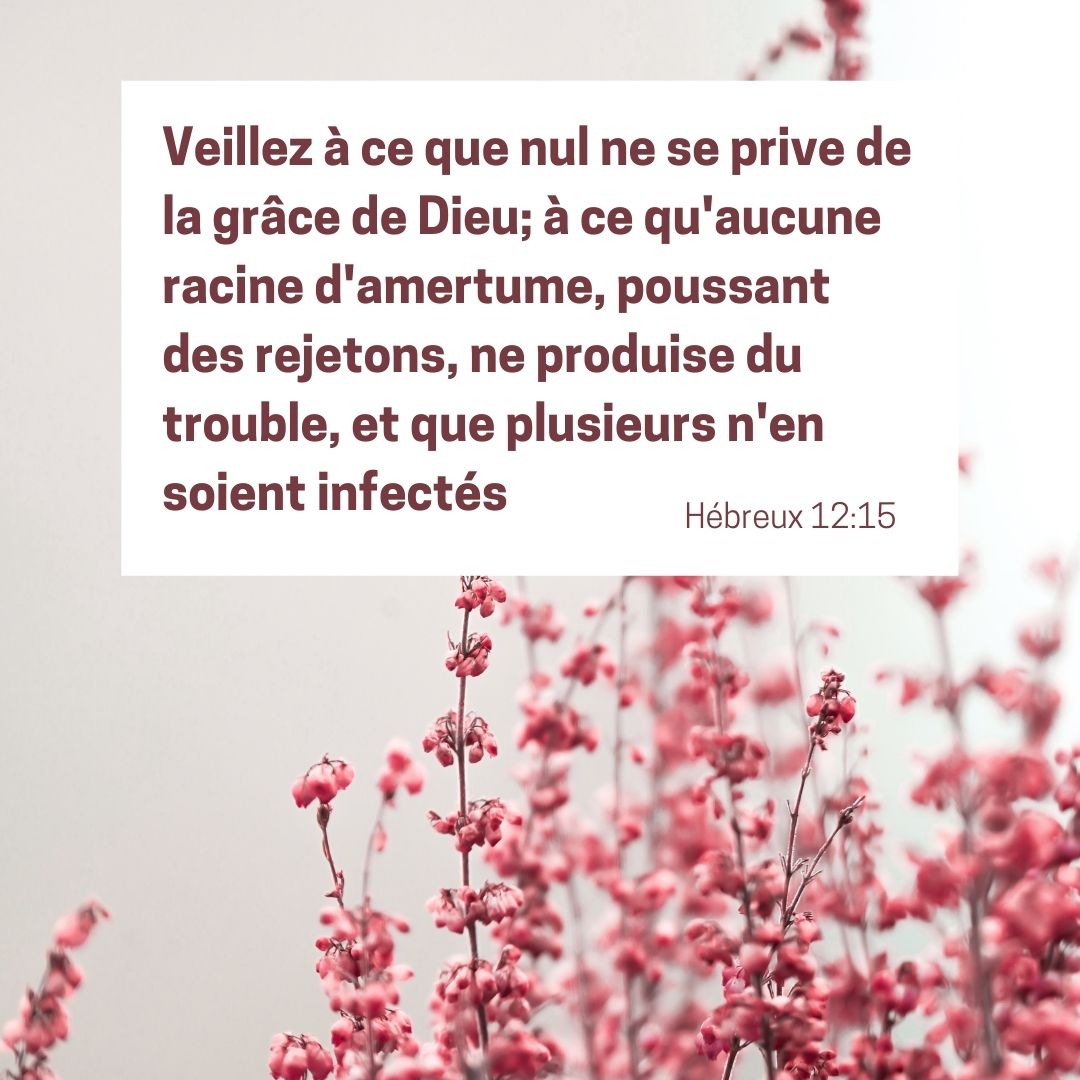 Veillez à ce que nul ne se prive de
la grâce de Dieu; à ce qu'aucune
racine d'amertume, poussant
des rejetons, ne produise du
trouble, et que plusieurs n'en
soient infectés
Hébreux 12:15